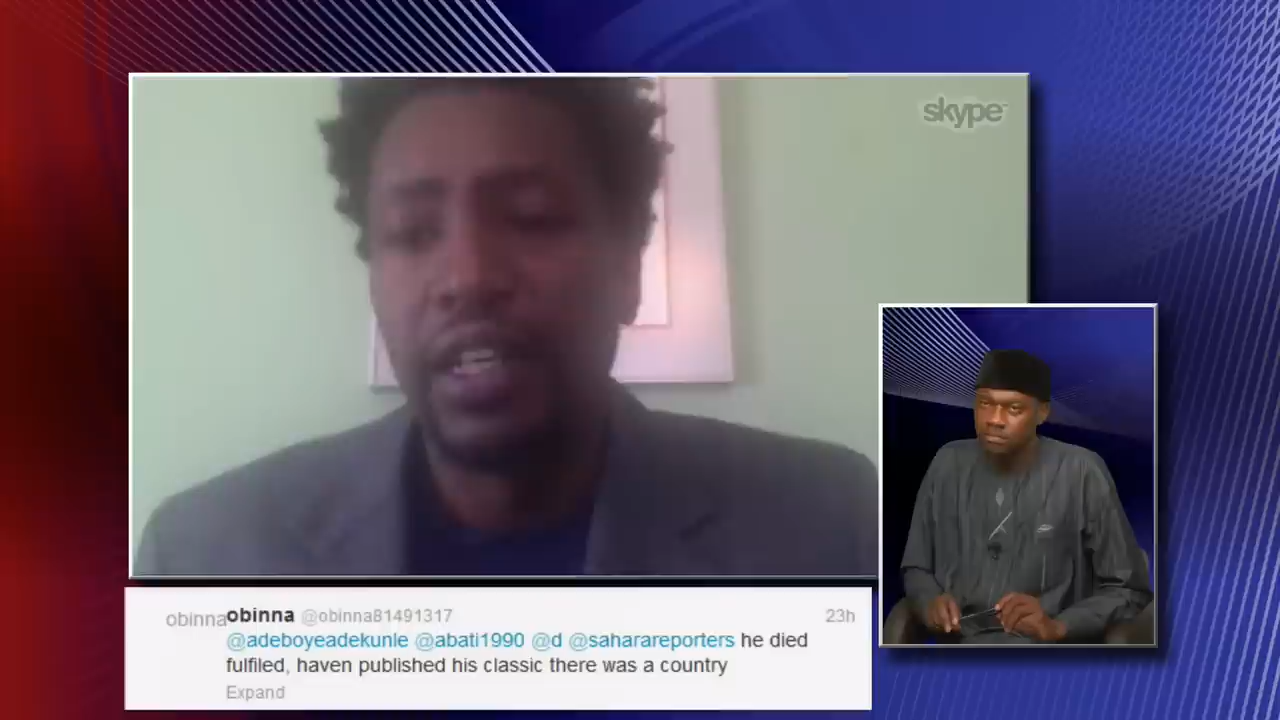 skype
obinna obinna @obinna81491317 23h
@adeboyeadekunle @abati1990 @d @saharareporters he died
fulfiled, haven published his classic there was a country
Expand